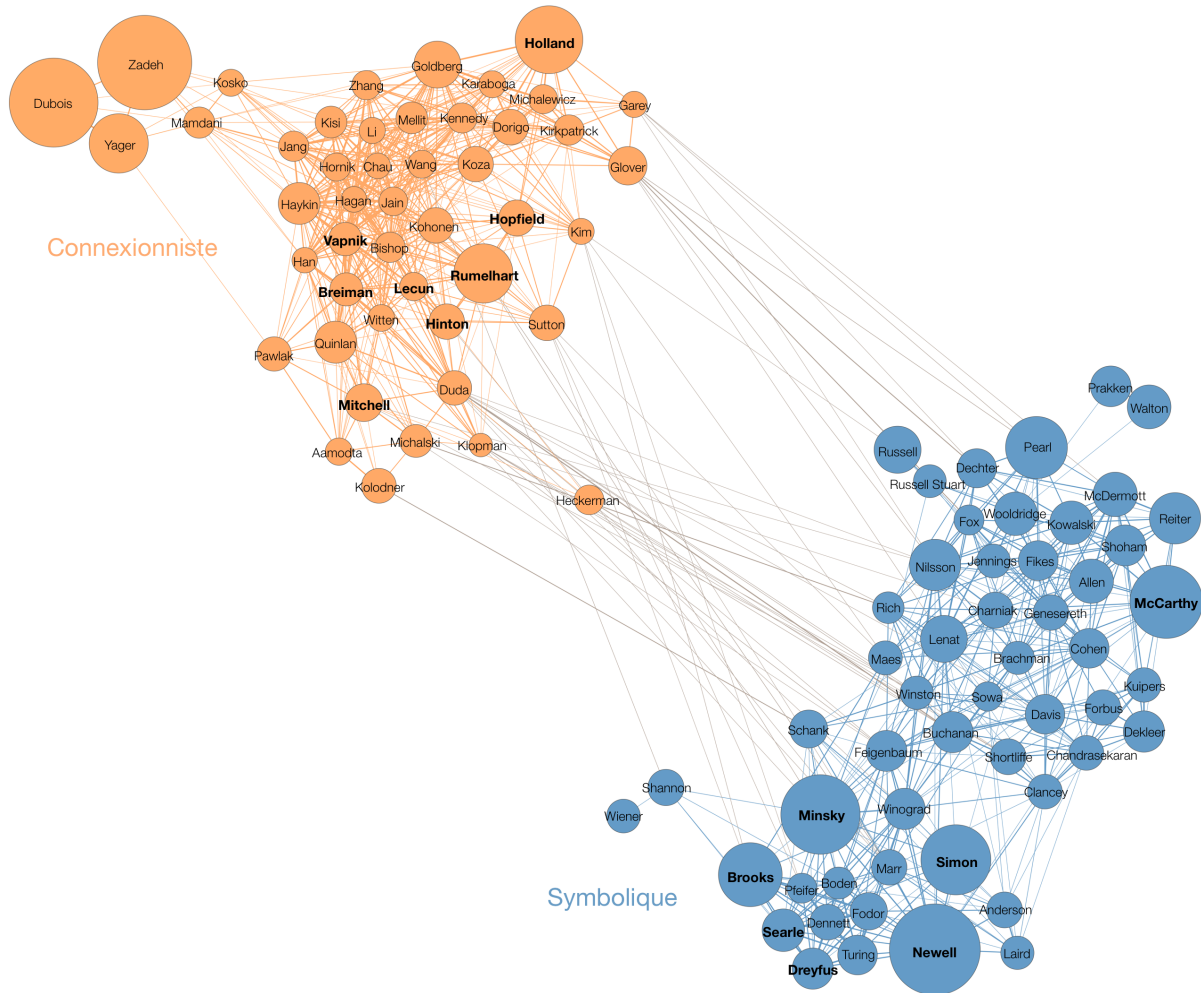 Holland
Zadeh
Goldberg
Kosko
Zhang
Karaboga
Michalewicz
Dubois
Garey
Mamdani
Kisi
Li
Mellit
Kennedy
Dorigo
Kirkpatrick
Yager
Jang
Hornik
Chau
Wang
Koza
Glover
Haykin
Hagan
Jain
Kohonen
Hopfield
Kim
Connexionniste
Vapnik
Bishop
Han
Rumelhart
Breiman
Lecun
Witten
Hinton
Sutton
Pawlak
Quinlan
Duda
Mitchell
Prakken
Walton
Aamodta
Michalski
Klopman
Pearl
Russell
Dechter
Kolodner
Russell Stuart
McDermott
Heckerman
Fox
Wooldridge
Kowalski
Reiter
Shoham
Nilsson
Jennings
Fikes
Allen
Rich
Charniak
Genesereth
McCarthy
Lenat
Maes
Brachman
Cohen
Winston
Sowa
Kuipers
Forbus
Schank
Buchanan
Davis
Dekleer
Feigenbaum
Shortliffe
Chandrasekaran
Shannon
Clancey
Wiener
Minsky
Winograd
Simon
Brooks
Marr
Pfeifer
Boden
Symbolique
Fodor
Anderson
Searle
Dennett
Newell
Laird
Dreyfus
Turing